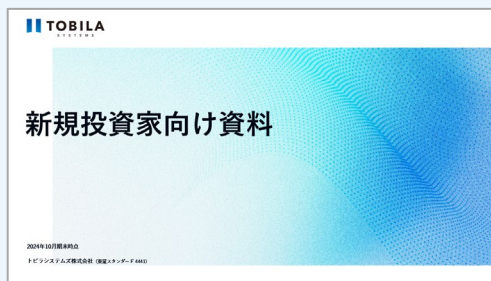 TOBILA
SYSTEMS
新規投資家向け資料
2024年10月期末時点
トビラシステムズ株式会社（東証スタンダード 4441）